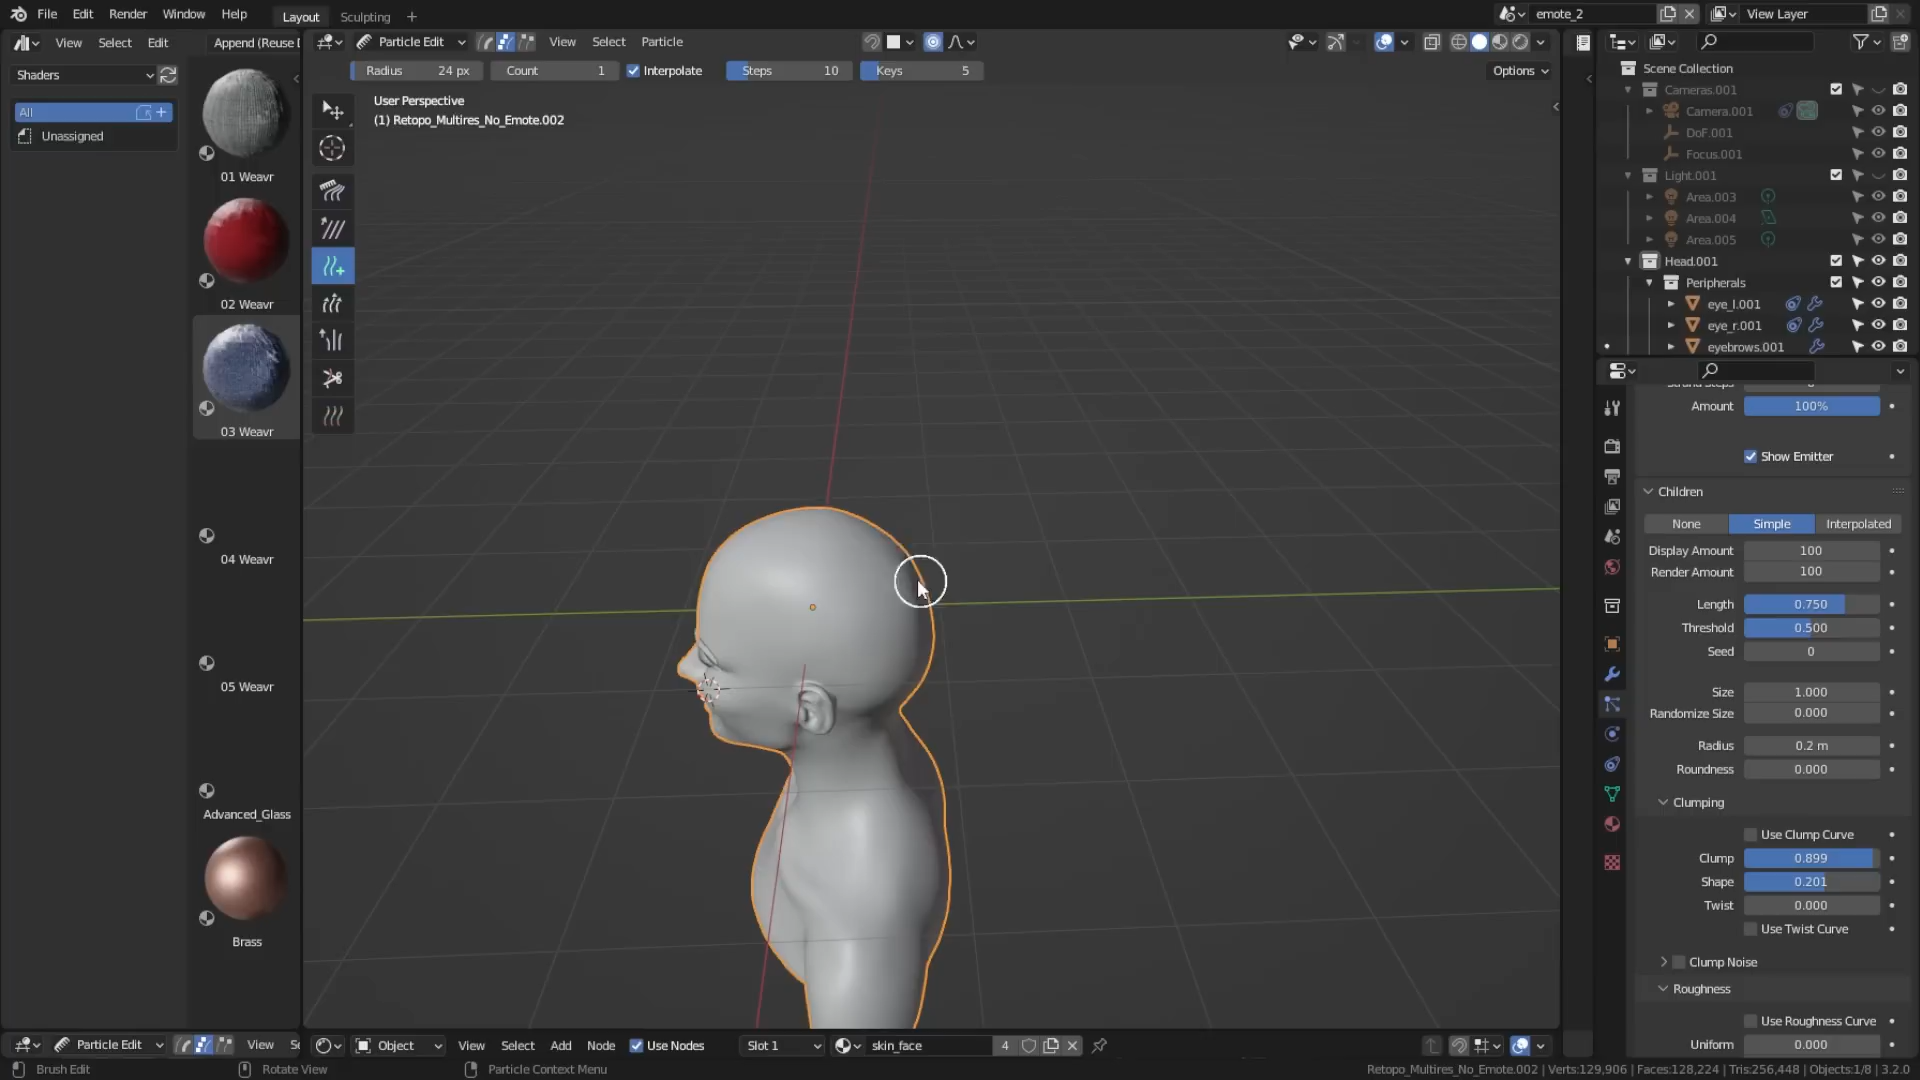 File Edit Render Window Help Layout Sculpting + emote_2 View Layer
View Select Edit Append (Reuse D Particle Edit View Select Particle
Shaders Radius 24 px Count 1 Interpolate Steps 10 Keys 5 Options
All
Unassigned
User Perspective
(1) Retopo_Multires_No_Emote.002
01 Weavr
02 Weavr
03 Weavr
04 Weavr
05 Weavr
Advanced_Glass
Brass
Scene Collection
Cameras.001
Camera.001
DoF.001
Focus.001
Light.001
Area.003
Area.004
Area.005
Head.001
Peripherals
eye_l.001
eye_r.001
eyebrows.001
Amount 100%
Show Emitter
Children
None Simple Interpolated
Display Amount 100
Render Amount 100
Length 0.750
Threshold 0.500
Seed 0
Size 1.000
Randomize Size 0.000
Radius 0.2 m
Roundness 0.000
Clumping
Use Clump Curve
Clump 0.899
Shape 0.201
Twist 0.000
Use Twist Curve
Clump Noise
Roughness
Use Roughness Curve
Uniform 0.000
Particle Edit View Object View Select Add Node Use Nodes Slot 1 skin_face 4
Brush Edit Rotate View Particle Context Menu Retopo_Multires_No_Emote.002 | Verts:129,906 | Faces:128,224 | Tris:256,448 | Objects:1/8 | 3.2.0